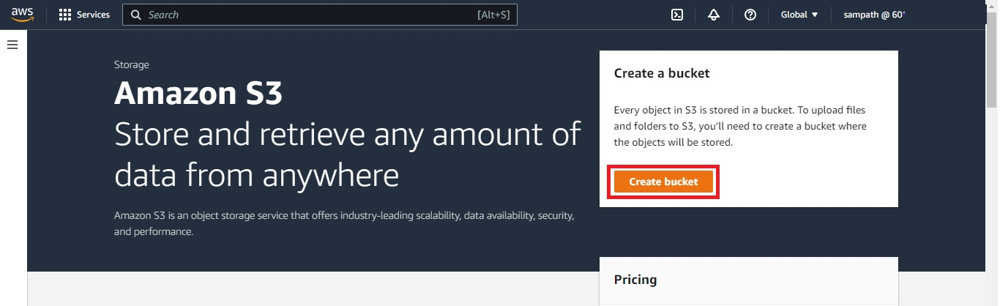 aws
Services
Search
[Alt+S]
Global
sampath @ 601
Storage
Amazon S3
Store and retrieve any amount of
data from anywhere
Amazon S3 is an object storage service that offers industry-leading scalability, data availability, security,
and performance.
Create a bucket
Every object in S3 is stored in a bucket. To upload files
and folders to S3, you'll need to create a bucket where
the objects will be stored.
Create bucket
Pricing